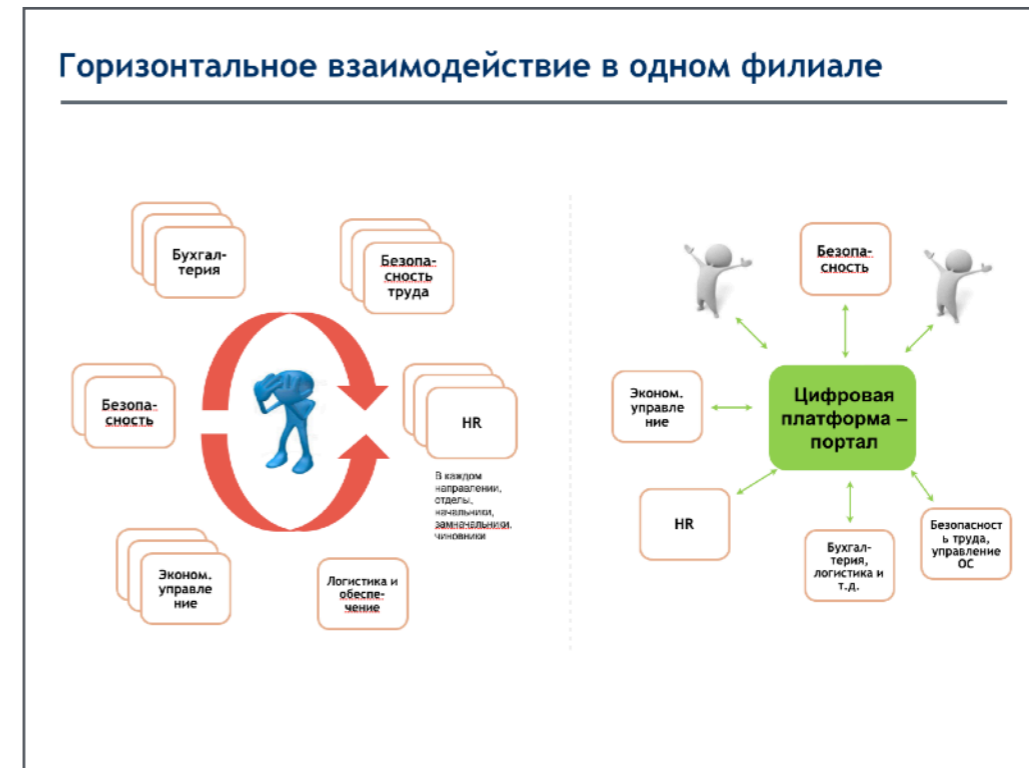 Горизонтальное взаимодействие в одном филиале
Бухгал-
терия
Безопа-
сность
труда
Безопа-
сность
HR
В каждом
направлении,
отделы,
начальники,
замначальники,
чиновники
Эконом.
управле
ние
Логистика и
обеспе-
чение
Безопа-
сность
Эконом.
управле
ние
Цифровая
платформа –
портал
HR
Бухгал-
терия,
логистика и
т.д.
Безопасност
ь труда,
управление
ОС